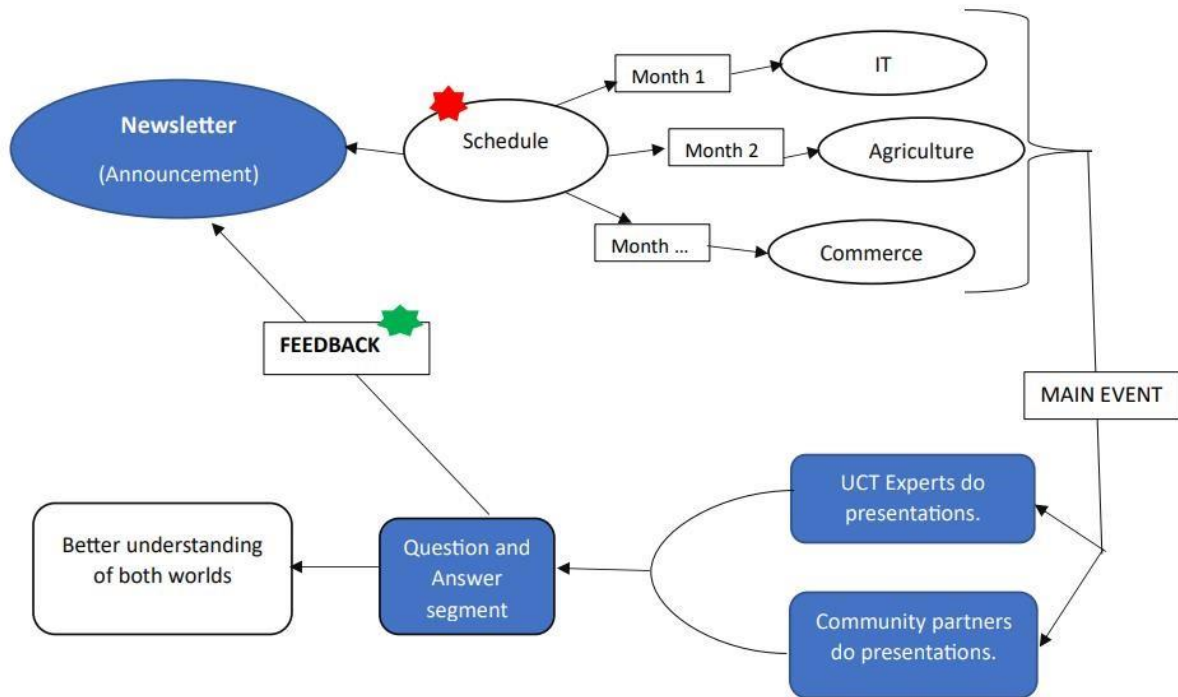 Newsletter
(Announcement)
Schedule
Month 1
IT
Month 2
Agriculture
Month ...
Commerce
FEEDBACK
MAIN EVENT
UCT Experts do
presentations.
Community partners
do presentations.
Question and
Answer
segment
Better understanding
of both worlds